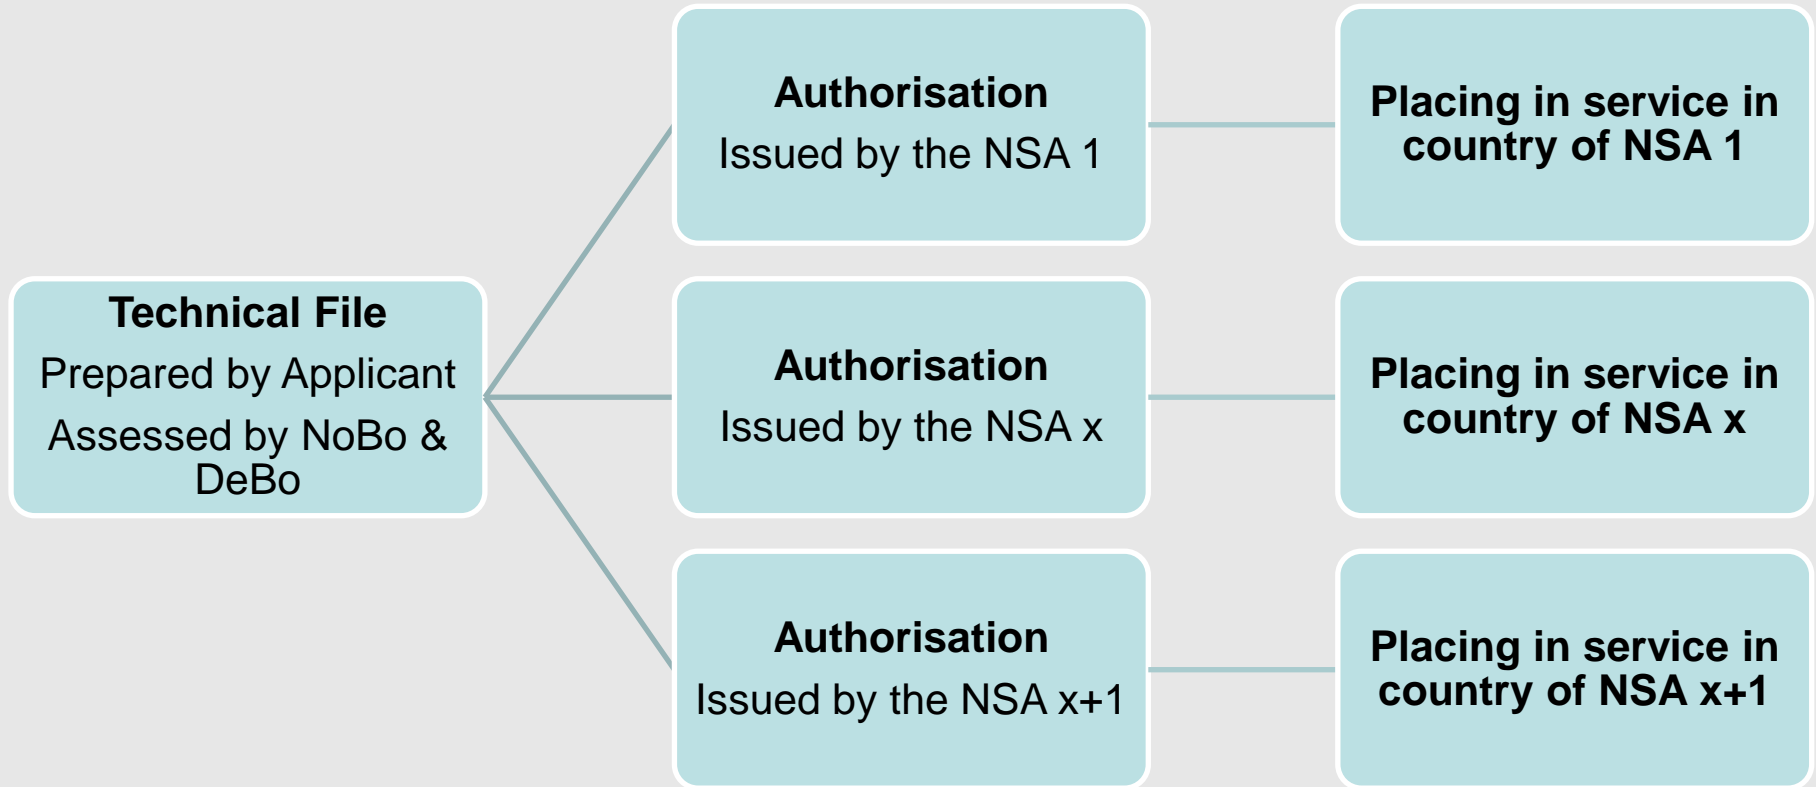 Technical File
Prepared by Applicant
Assessed by NoBo &
DeBo
Authorisation
Issued by the NSA 1
Placing in service in
country of NSA 1
Authorisation
Issued by the NSA x
Placing in service in
country of NSA x
Authorisation
Issued by the NSA x+1
Placing in service in
country of NSA x+1